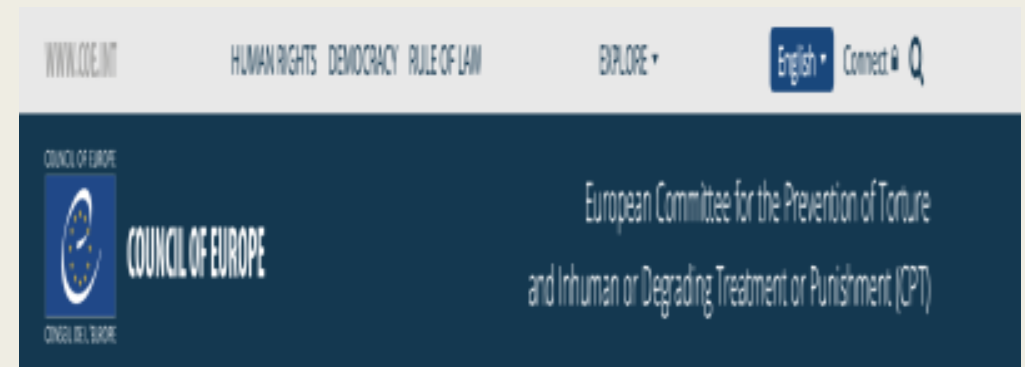 WWW.COE.INT HUMAN RIGHTS DEMOCRACY RULE OF LAW EXPLORE English Connect
COUNCIL OF EUROPE
COUNCIL OF EUROPE
CONSEIL DE L'EUROPE
European Committee for the Prevention of Torture
and Inhuman or Degrading Treatment or Punishment (CPT)